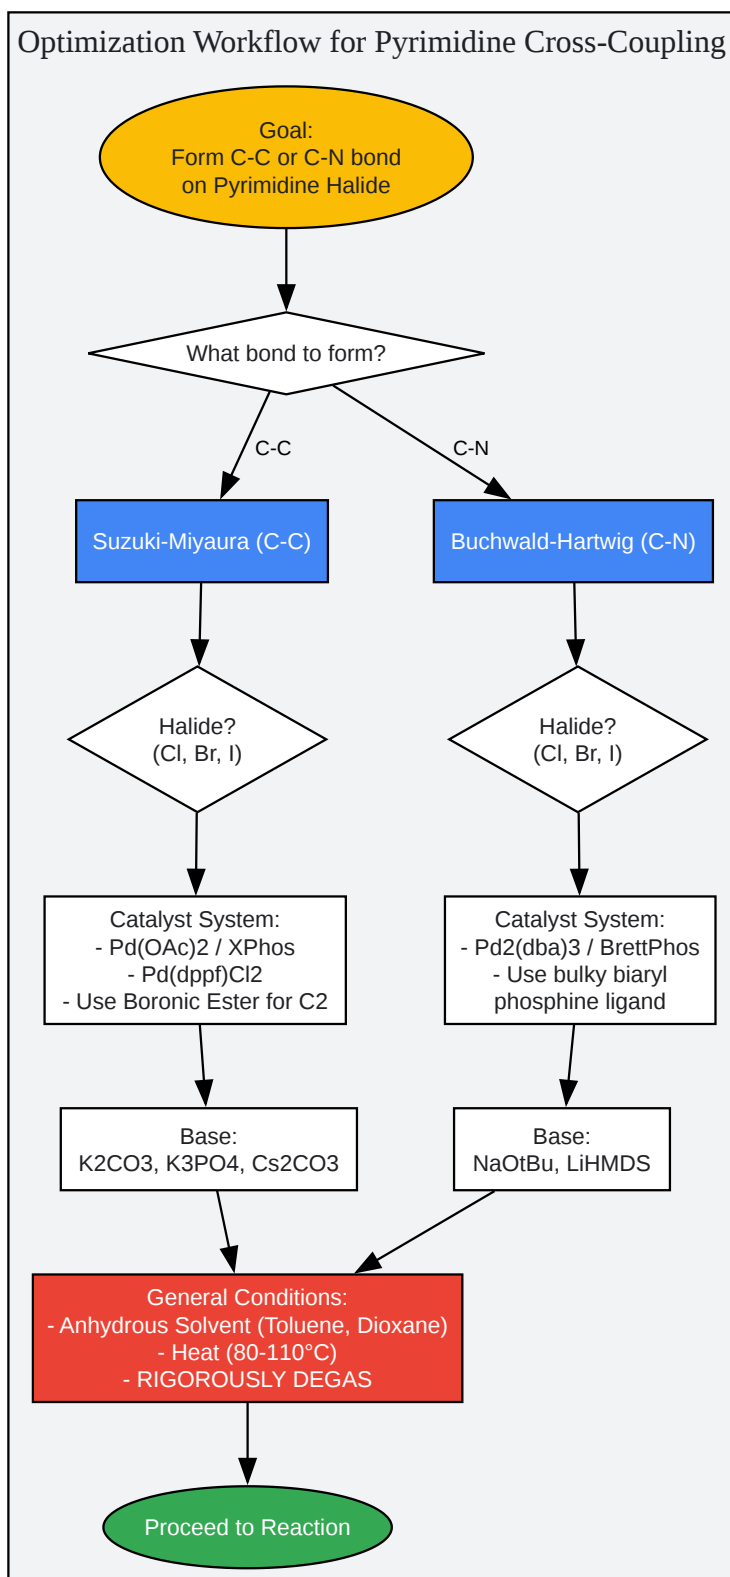 Optimization Workflow for Pyrimidine Cross-Coupling
Goal:
Form C-C or C-N bond
on Pyrimidine Halide
What bond to form?
C-C
C-N
Suzuki-Miyaura (C-C)
Buchwald-Hartwig (C-N)
Halide?
(Cl, Br, I)
Halide?
(Cl, Br, I)
Catalyst System:
- Pd(OAc)2 / XPhos
- Pd(dppf)Cl2
- Use Boronic Ester for C2
Catalyst System:
- Pd2(dba)3 / BrettPhos
- Use bulky biaryl
phosphine ligand
Base:
K2CO3, K3PO4, Cs2CO3
Base:
NaOtBu, LiHMDS
General Conditions:
- Anhydrous Solvent (Toluene, Dioxane)
- Heat (80-110°C)
- RIGOROUSLY DEGAS
Proceed to Reaction